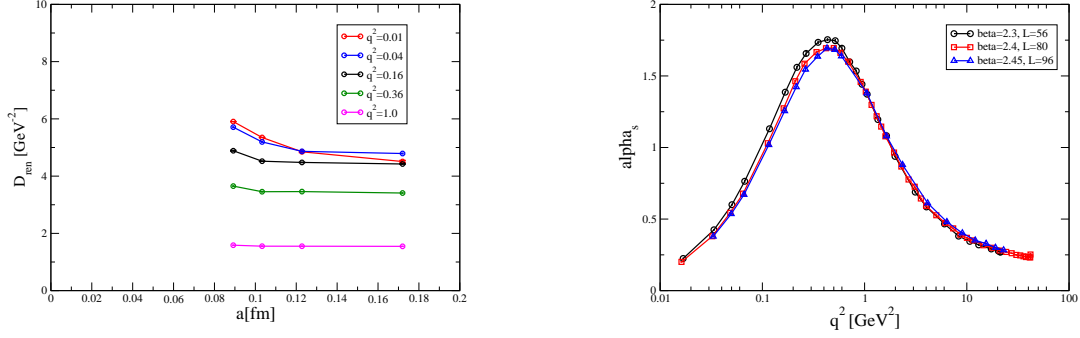 10
8
6
4
2
0
D_ren [GeV^-2]
0
0.02
0.04
0.06
0.08
0.1
0.12
0.14
0.16
0.18
0.2
a[fm]
q^2=0.01
q^2=0.04
q^2=0.16
q^2=0.36
q^2=1.0
2
1.5
1
0.5
0
alpha_s
0.01
0.1
1
10
100
q^2 [GeV^2]
beta=2.3, L=56
beta=2.4, L=80
beta=2.45, L=96